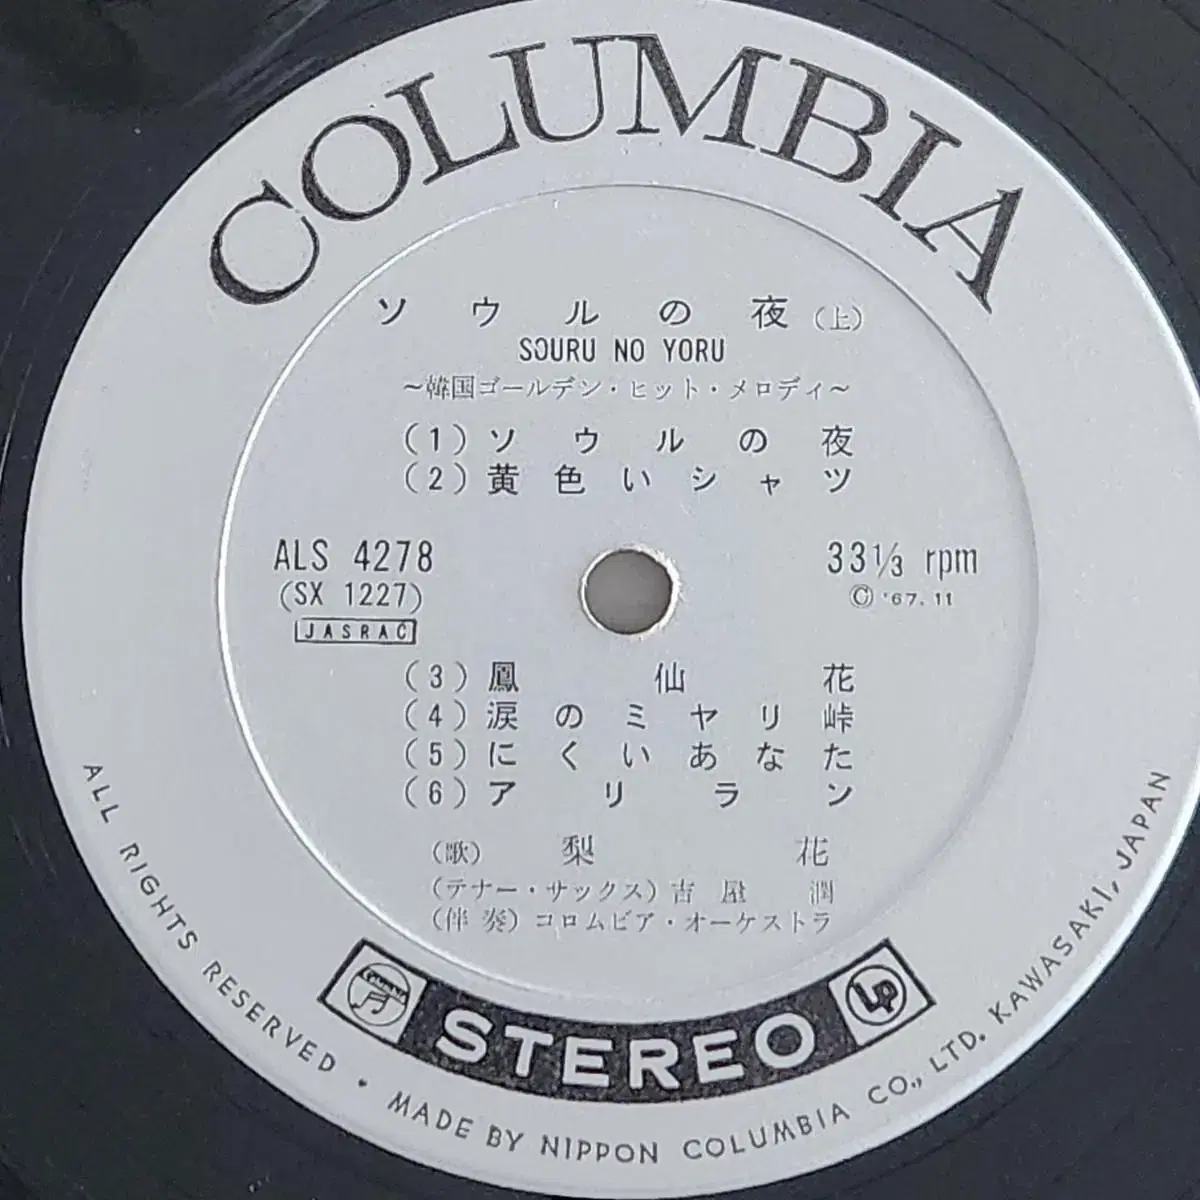 COLUMBIA
ソウルの夜(上)
SOURU NO YORU
~韓国ゴールデン・ヒット・メロディ~
(1)ソウルの夜
(2)黄色いシャツ
ALS 4278
(SX 1227)
JASRAC
33⅓ rpm
Ⓒ '67.11
(3)鳳仙花
(4)涙のミヤリ峠
(5)にくいあなた
(6)アリラン
(歌) 梨花
(テナー・サックス)吉屋潤
(伴奏)コロムビア・オーケストラ
STEREO
LP
ALL RIGHTS RESERVED • MADE BY NIPPON COLUMBIA CO., LTD. KAWASAKI, JAPAN